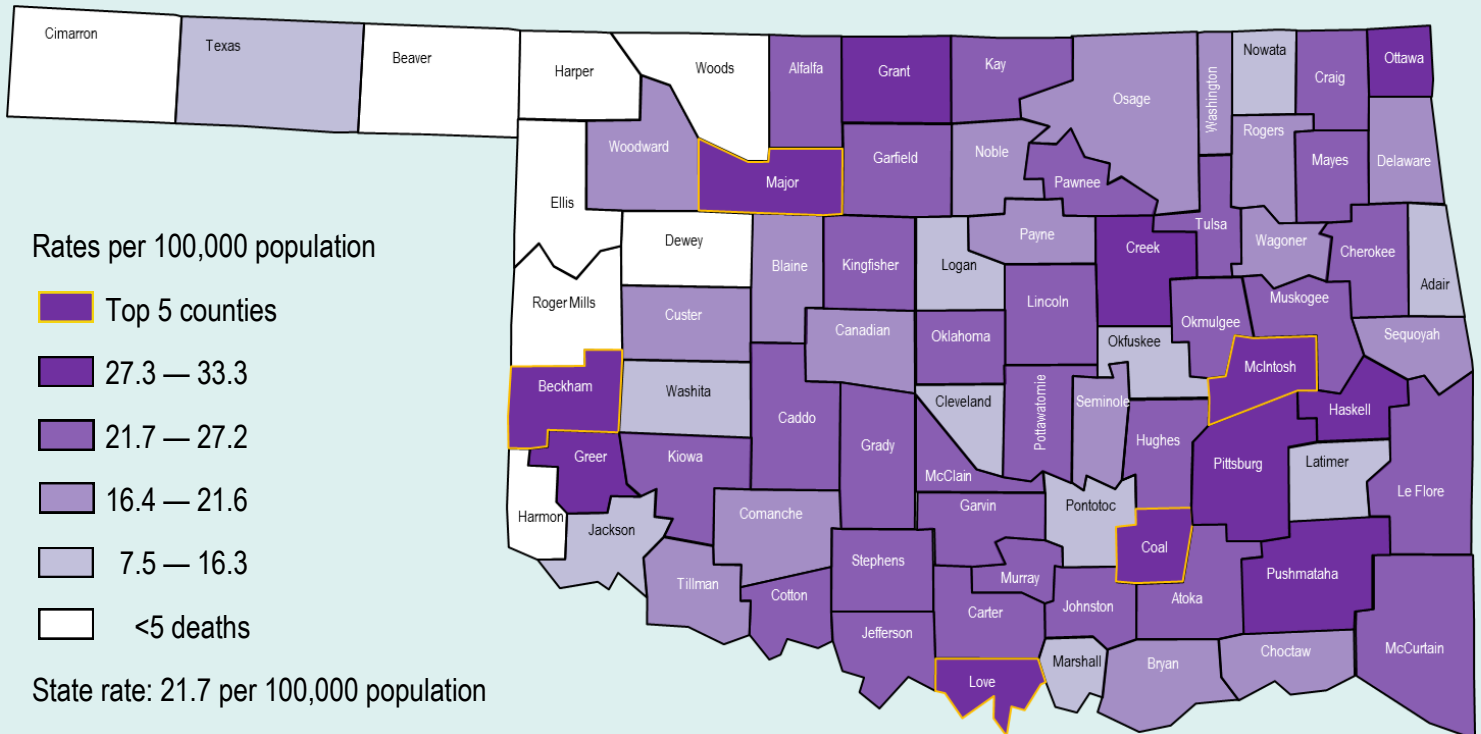 Cimarron
Texas
Beaver
Harper
Woods
Alfalfa
Grant
Kay
Osage
Washington
Nowata
Craig
Ottawa
Woodward
Major
Garfield
Noble
Pawnee
Rogers
Mayes
Delaware
Ellis
Dewey
Blaine
Kingfisher
Logan
Payne
Creek
Tulsa
Wagoner
Cherokee
Adair
Roger Mills
Custer
Canadian
Oklahoma
Lincoln
Okfuskee
Okmulgee
Muskogee
Sequoyah
Beckham
Washita
Caddo
Grady
Cleveland
McClain
Pottawatomie
Seminole
Hughes
McIntosh
Haskell
Pittsburg
Latimer
Le Flore
Greer
Kiowa
Harmon
Jackson
Comanche
Garvin
Pontotoc
Coal
Tillman
Cotton
Stephens
Murray
Carter
Johnston
Atoka
Pushmataha
McCurtain
Jefferson
Love
Marshall
Bryan
Choctaw
Rates per 100,000 population
Top 5 counties
27.3 — 33.3
21.7 — 27.2
16.4 — 21.6
7.5 — 16.3
<5 deaths
State rate: 21.7 per 100,000 population